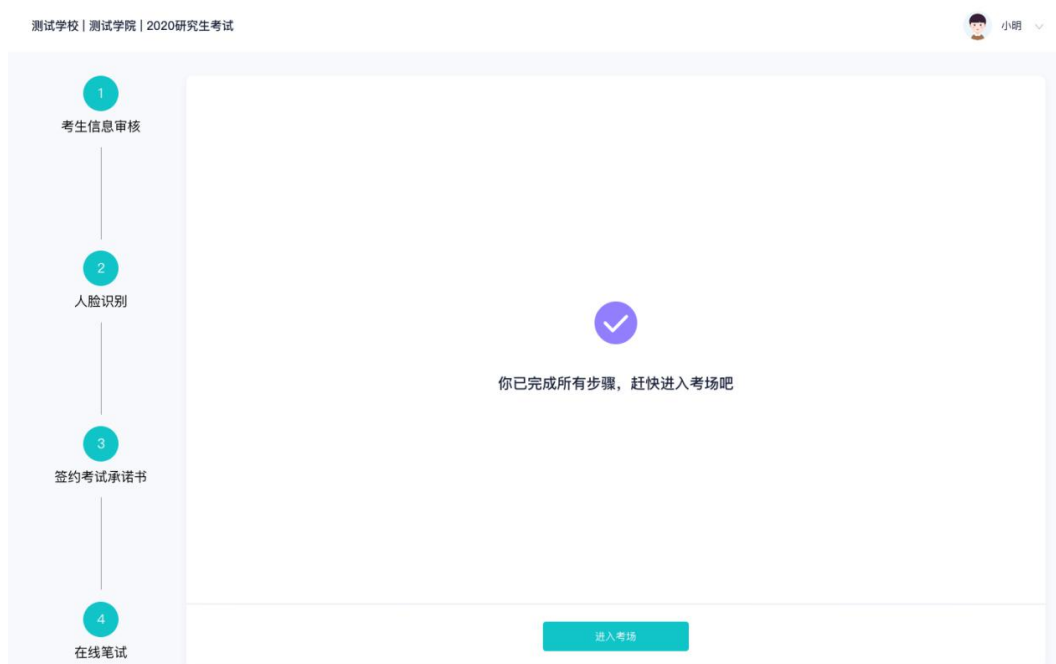 测试学校 | 测试学院 | 2020研究生考试
小明
1
考生信息审核
2
人脸识别
3
签约考试承诺书
4
在线笔试
你已完成所有步骤，赶快进入考场吧
进入考场